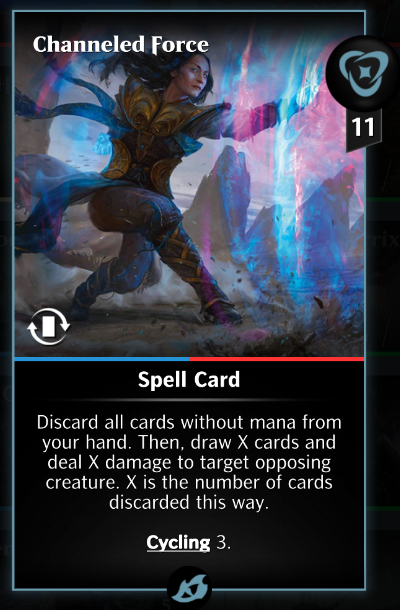 Channeled Force
11
Spell Card
Discard all cards without mana from
your hand. Then, draw X cards and
deal X damage to target opposing
creature. X is the number of cards
discarded this way.
Cycling 3.